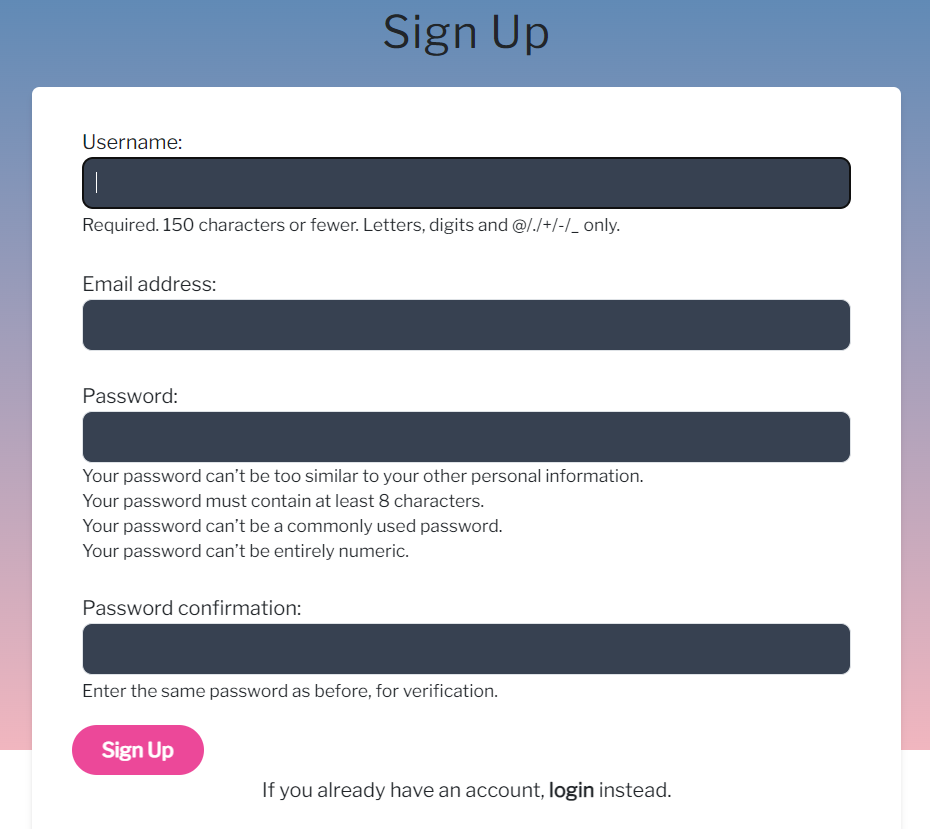 Sign Up
Username:
Required. 150 characters or fewer. Letters, digits and @/./+/-/_ only.
Email address:
Password:
Your password can’t be too similar to your other personal information.
Your password must contain at least 8 characters.
Your password can’t be a commonly used password.
Your password can’t be entirely numeric.
Password confirmation:
Enter the same password as before, for verification.
Sign Up
If you already have an account, login instead.